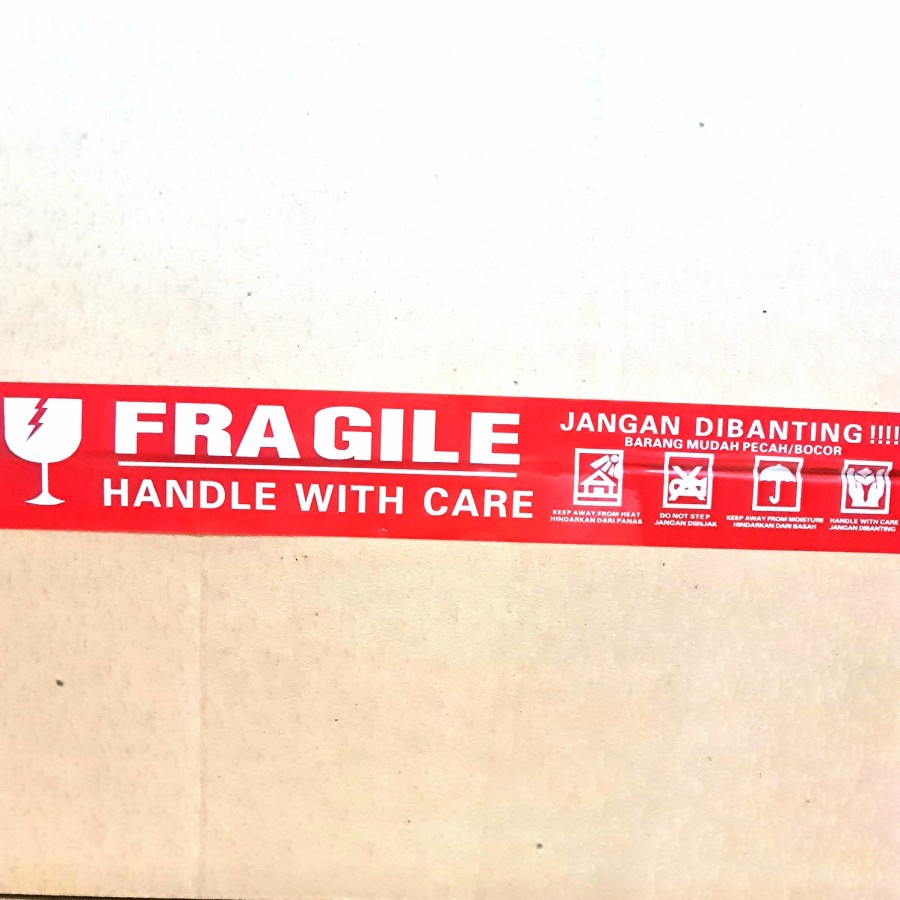 FRAGILE
HANDLE WITH CARE
JANGAN DIBANTING !!!!
BARANG MUDAH PECAH/BOCOR
KEEP AWAY FROM HEAT
HINDARKAN DARI PANAS
DO NOT STEP
JANGAN DIINJAK
KEEP AWAY FROM MOISTURE
HINDARKAN DARI BASAH
HANDLE WITH CARE
JANGAN DIBANTING